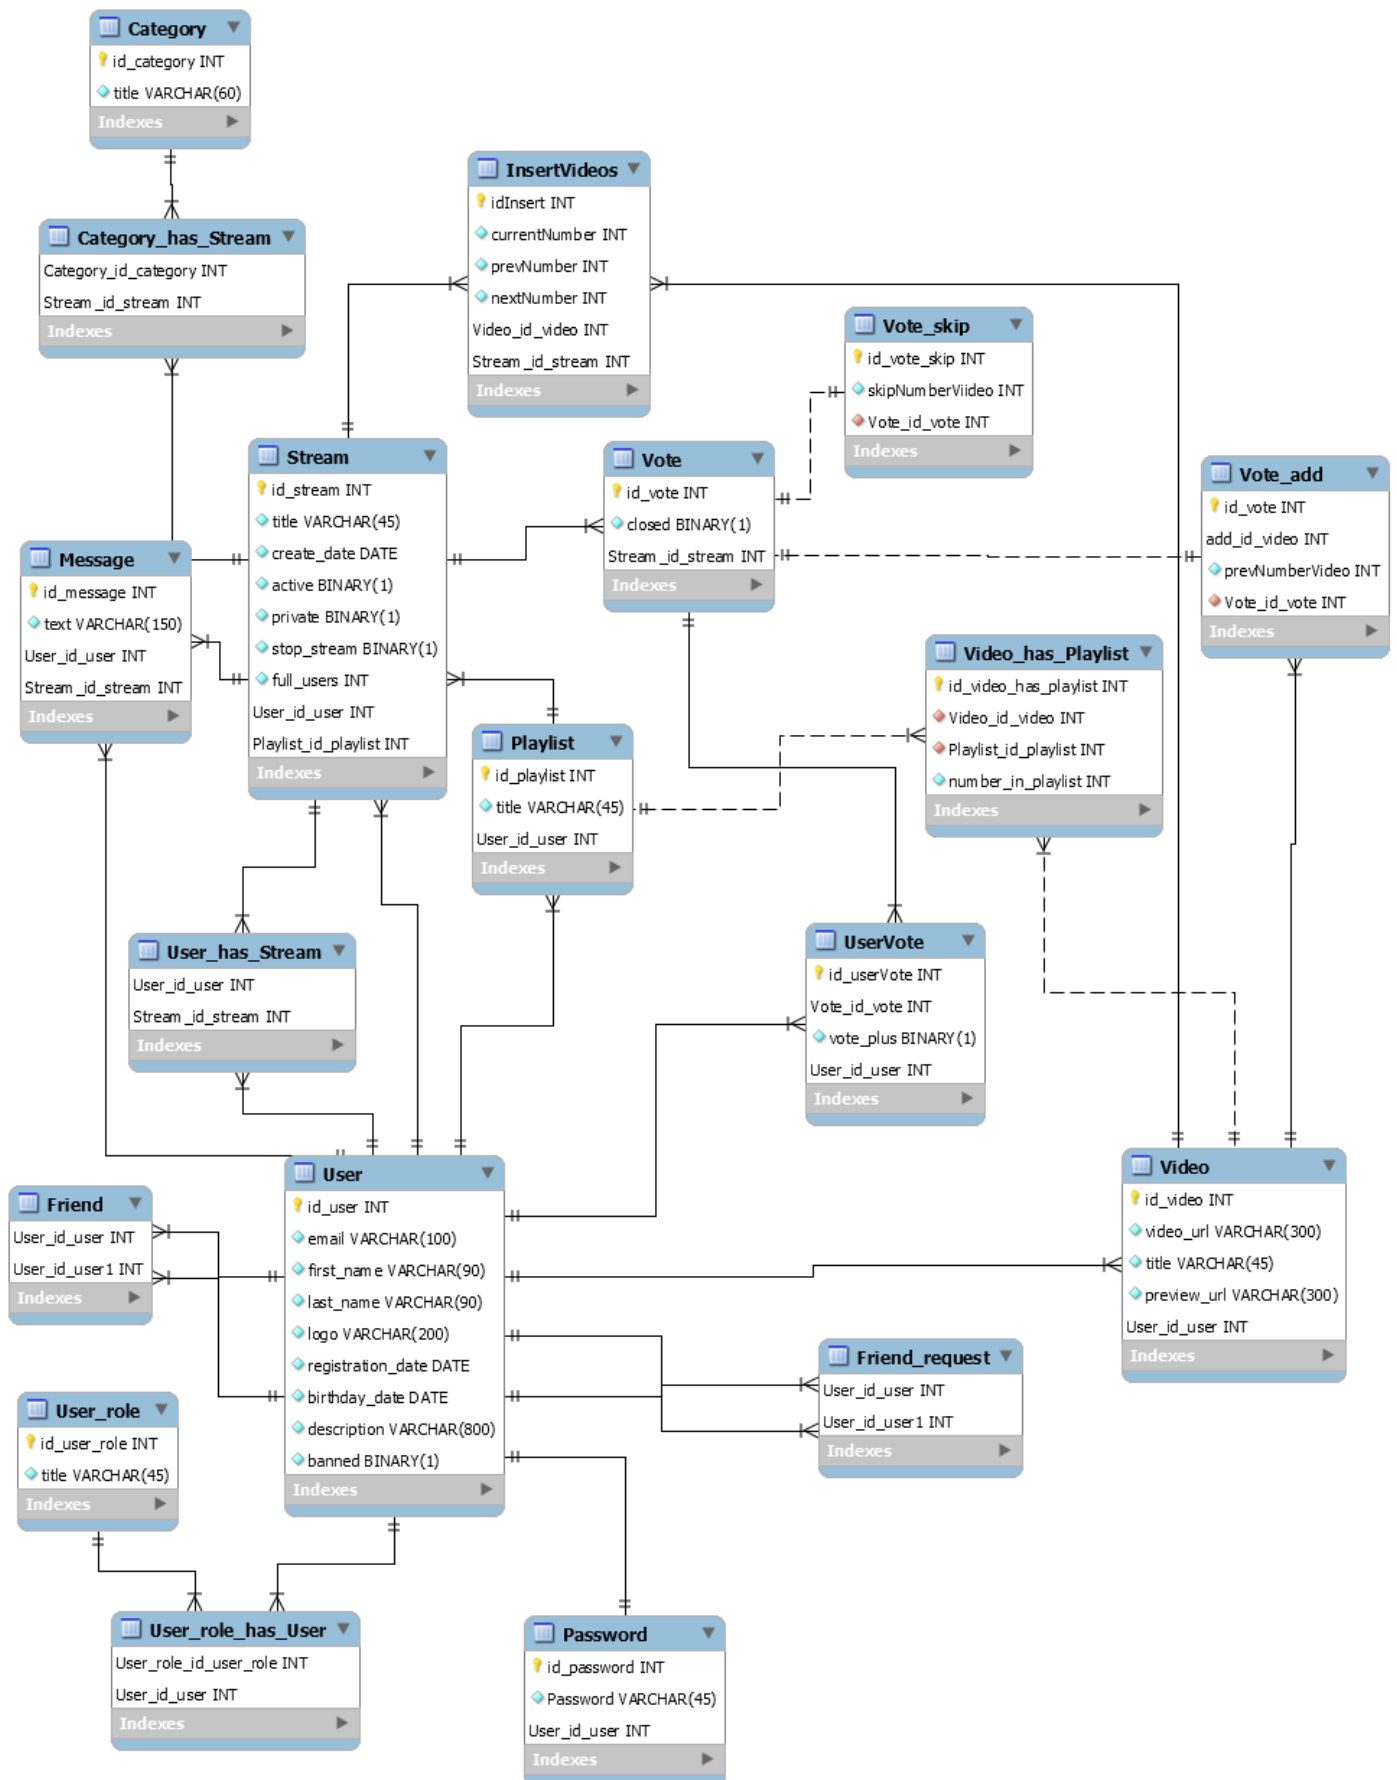 Category
id_category INT
title VARCHAR(60)
Indexes
Category_has_Stream
Category_id_category INT
Stream_id_stream INT
Indexes
InsertVideos
idInsert INT
currentNumber INT
prevNumber INT
nextNumber INT
Video_id_video INT
Stream_id_stream INT
Indexes
Vote_skip
id_vote_skip INT
skipNumberViideo INT
Vote_id_vote INT
Indexes
Stream
id_stream INT
title VARCHAR(45)
create_date DATE
active BINARY(1)
private BINARY(1)
stop_stream BINARY(1)
full_users INT
User_id_user INT
Playlist_id_playlist INT
Indexes
Vote
id_vote INT
closed BINARY(1)
Stream_id_stream INT
Indexes
Vote_add
id_vote INT
add_id_video INT
prevNumberVideo INT
Vote_id_vote INT
Indexes
Message
id_message INT
text VARCHAR(150)
User_id_user INT
Stream_id_stream INT
Indexes
Video_has_Playlist
id_video_has_playlist INT
Video_id_video INT
Playlist_id_playlist INT
number_in_playlist INT
Indexes
Playlist
id_playlist INT
title VARCHAR(45)
User_id_user INT
Indexes
User_has_Stream
User_id_user INT
Stream_id_stream INT
Indexes
UserVote
id_userVote INT
Vote_id_vote INT
vote_plus BINARY(1)
User_id_user INT
Indexes
User
id_user INT
email VARCHAR(100)
first_name VARCHAR(90)
last_name VARCHAR(90)
logo VARCHAR(200)
registration_date DATE
birthday_date DATE
description VARCHAR(800)
banned BINARY(1)
Indexes
Video
id_video INT
video_url VARCHAR(300)
title VARCHAR(45)
preview_url VARCHAR(300)
User_id_user INT
Indexes
Friend
User_id_user INT
User_id_user1 INT
Indexes
Friend_request
User_id_user INT
User_id_user1 INT
Indexes
User_role
id_user_role INT
title VARCHAR(45)
Indexes
User_role_has_User
User_role_id_user_role INT
User_id_user INT
Indexes
Password
id_password INT
Password VARCHAR(45)
User_id_user INT
Indexes